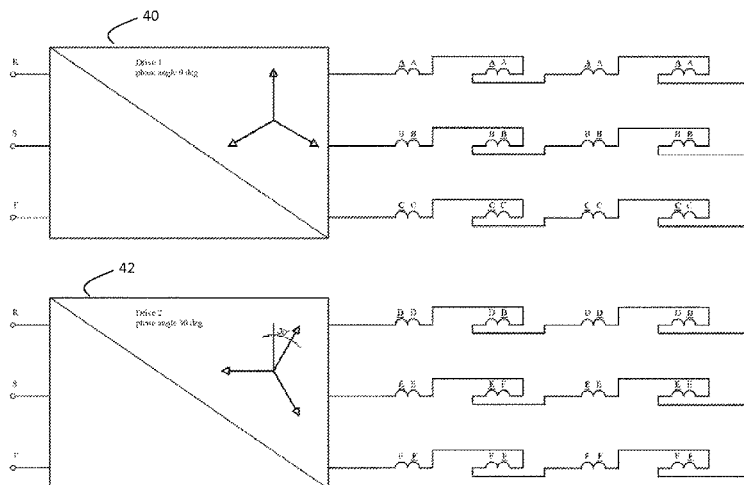 40
R
Drive 1
phase angle 0 deg
A A A A A A A A
S
B B B B B B B B
T
C C C C C C C C
42
R
Drive 2
phase angle 30 deg
30
D D D D D D D D
S
E E E E E E E
T
F F F F F F F F